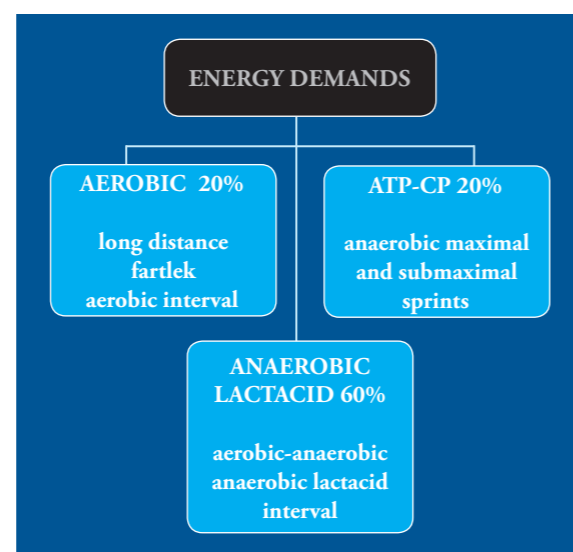 ENERGY DEMANDS
AEROBIC 20%
long distance
fartlek
aerobic interval
ATP-CP 20%
anaerobic maximal
and submaximal
sprints
ANAEROBIC
LACTACID 60%
aerobic-anaerobic
anaerobic lactacid
interval